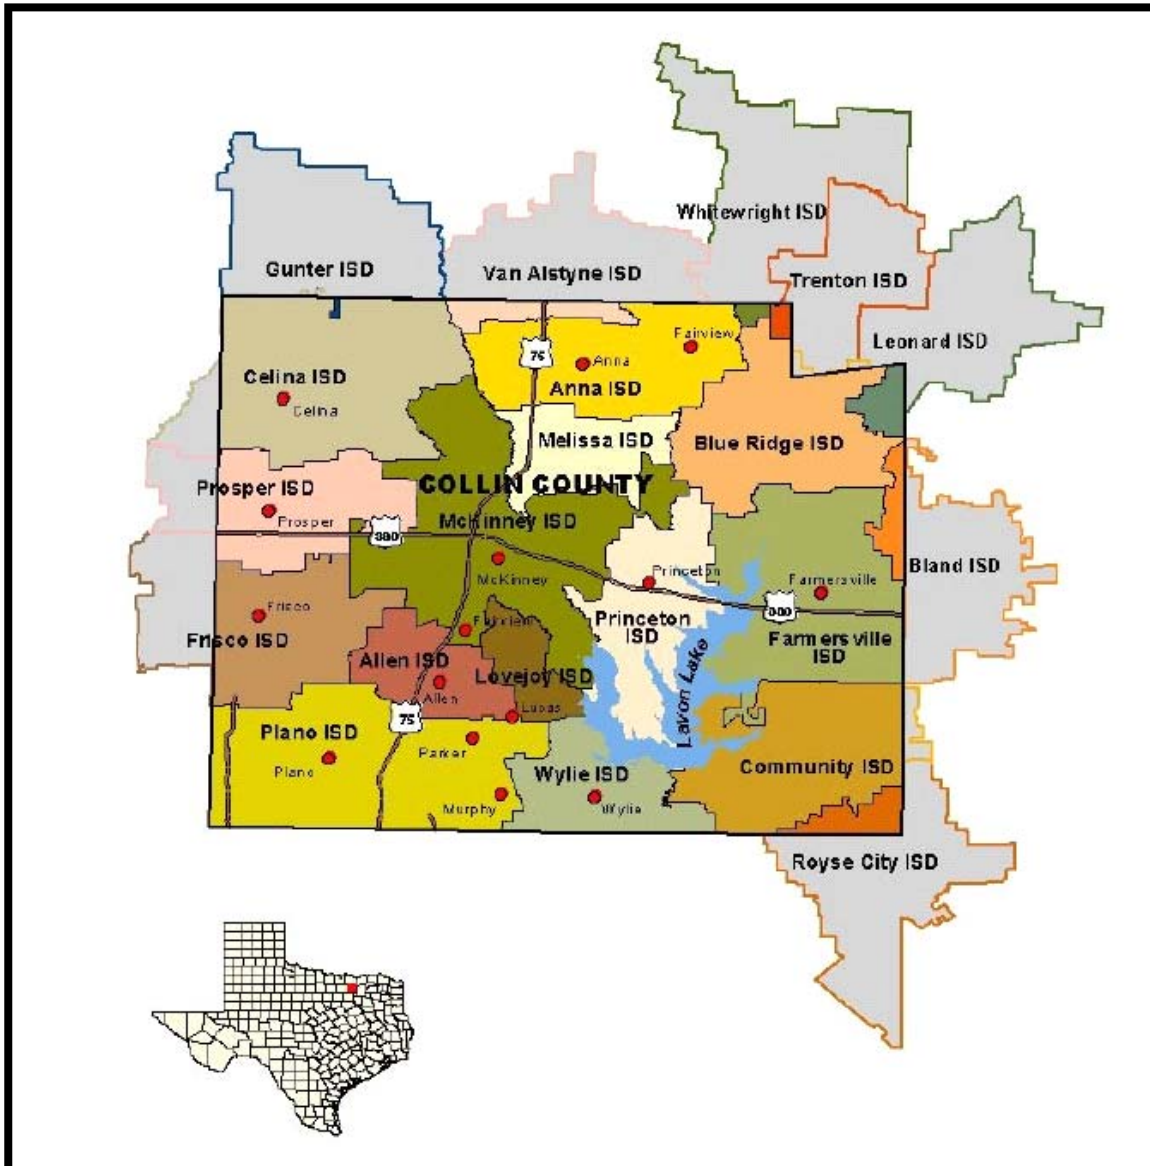 Whitewright ISD
Gunter ISD
Van Alstyne ISD
Trenton ISD
Leonard ISD
75
Fairview
Anna
Celina ISD
Anna ISD
Celina
Melissa ISD
Blue Ridge ISD
COLLIN COUNTY
Prosper ISD
Prosper
McKinney ISD
380
McKinney
Princeton
Bland ISD
Farmersville
Frisco
Princeton
ISD
Fairview
Frisco ISD
Farmersville
ISD
Allen ISD
Lovejoy ISD
Lavon Lake
Allen
Lucas
75
Plano ISD
Parker
Plano
Wylie ISD
Community ISD
Murphy
Wylie
Royse City ISD